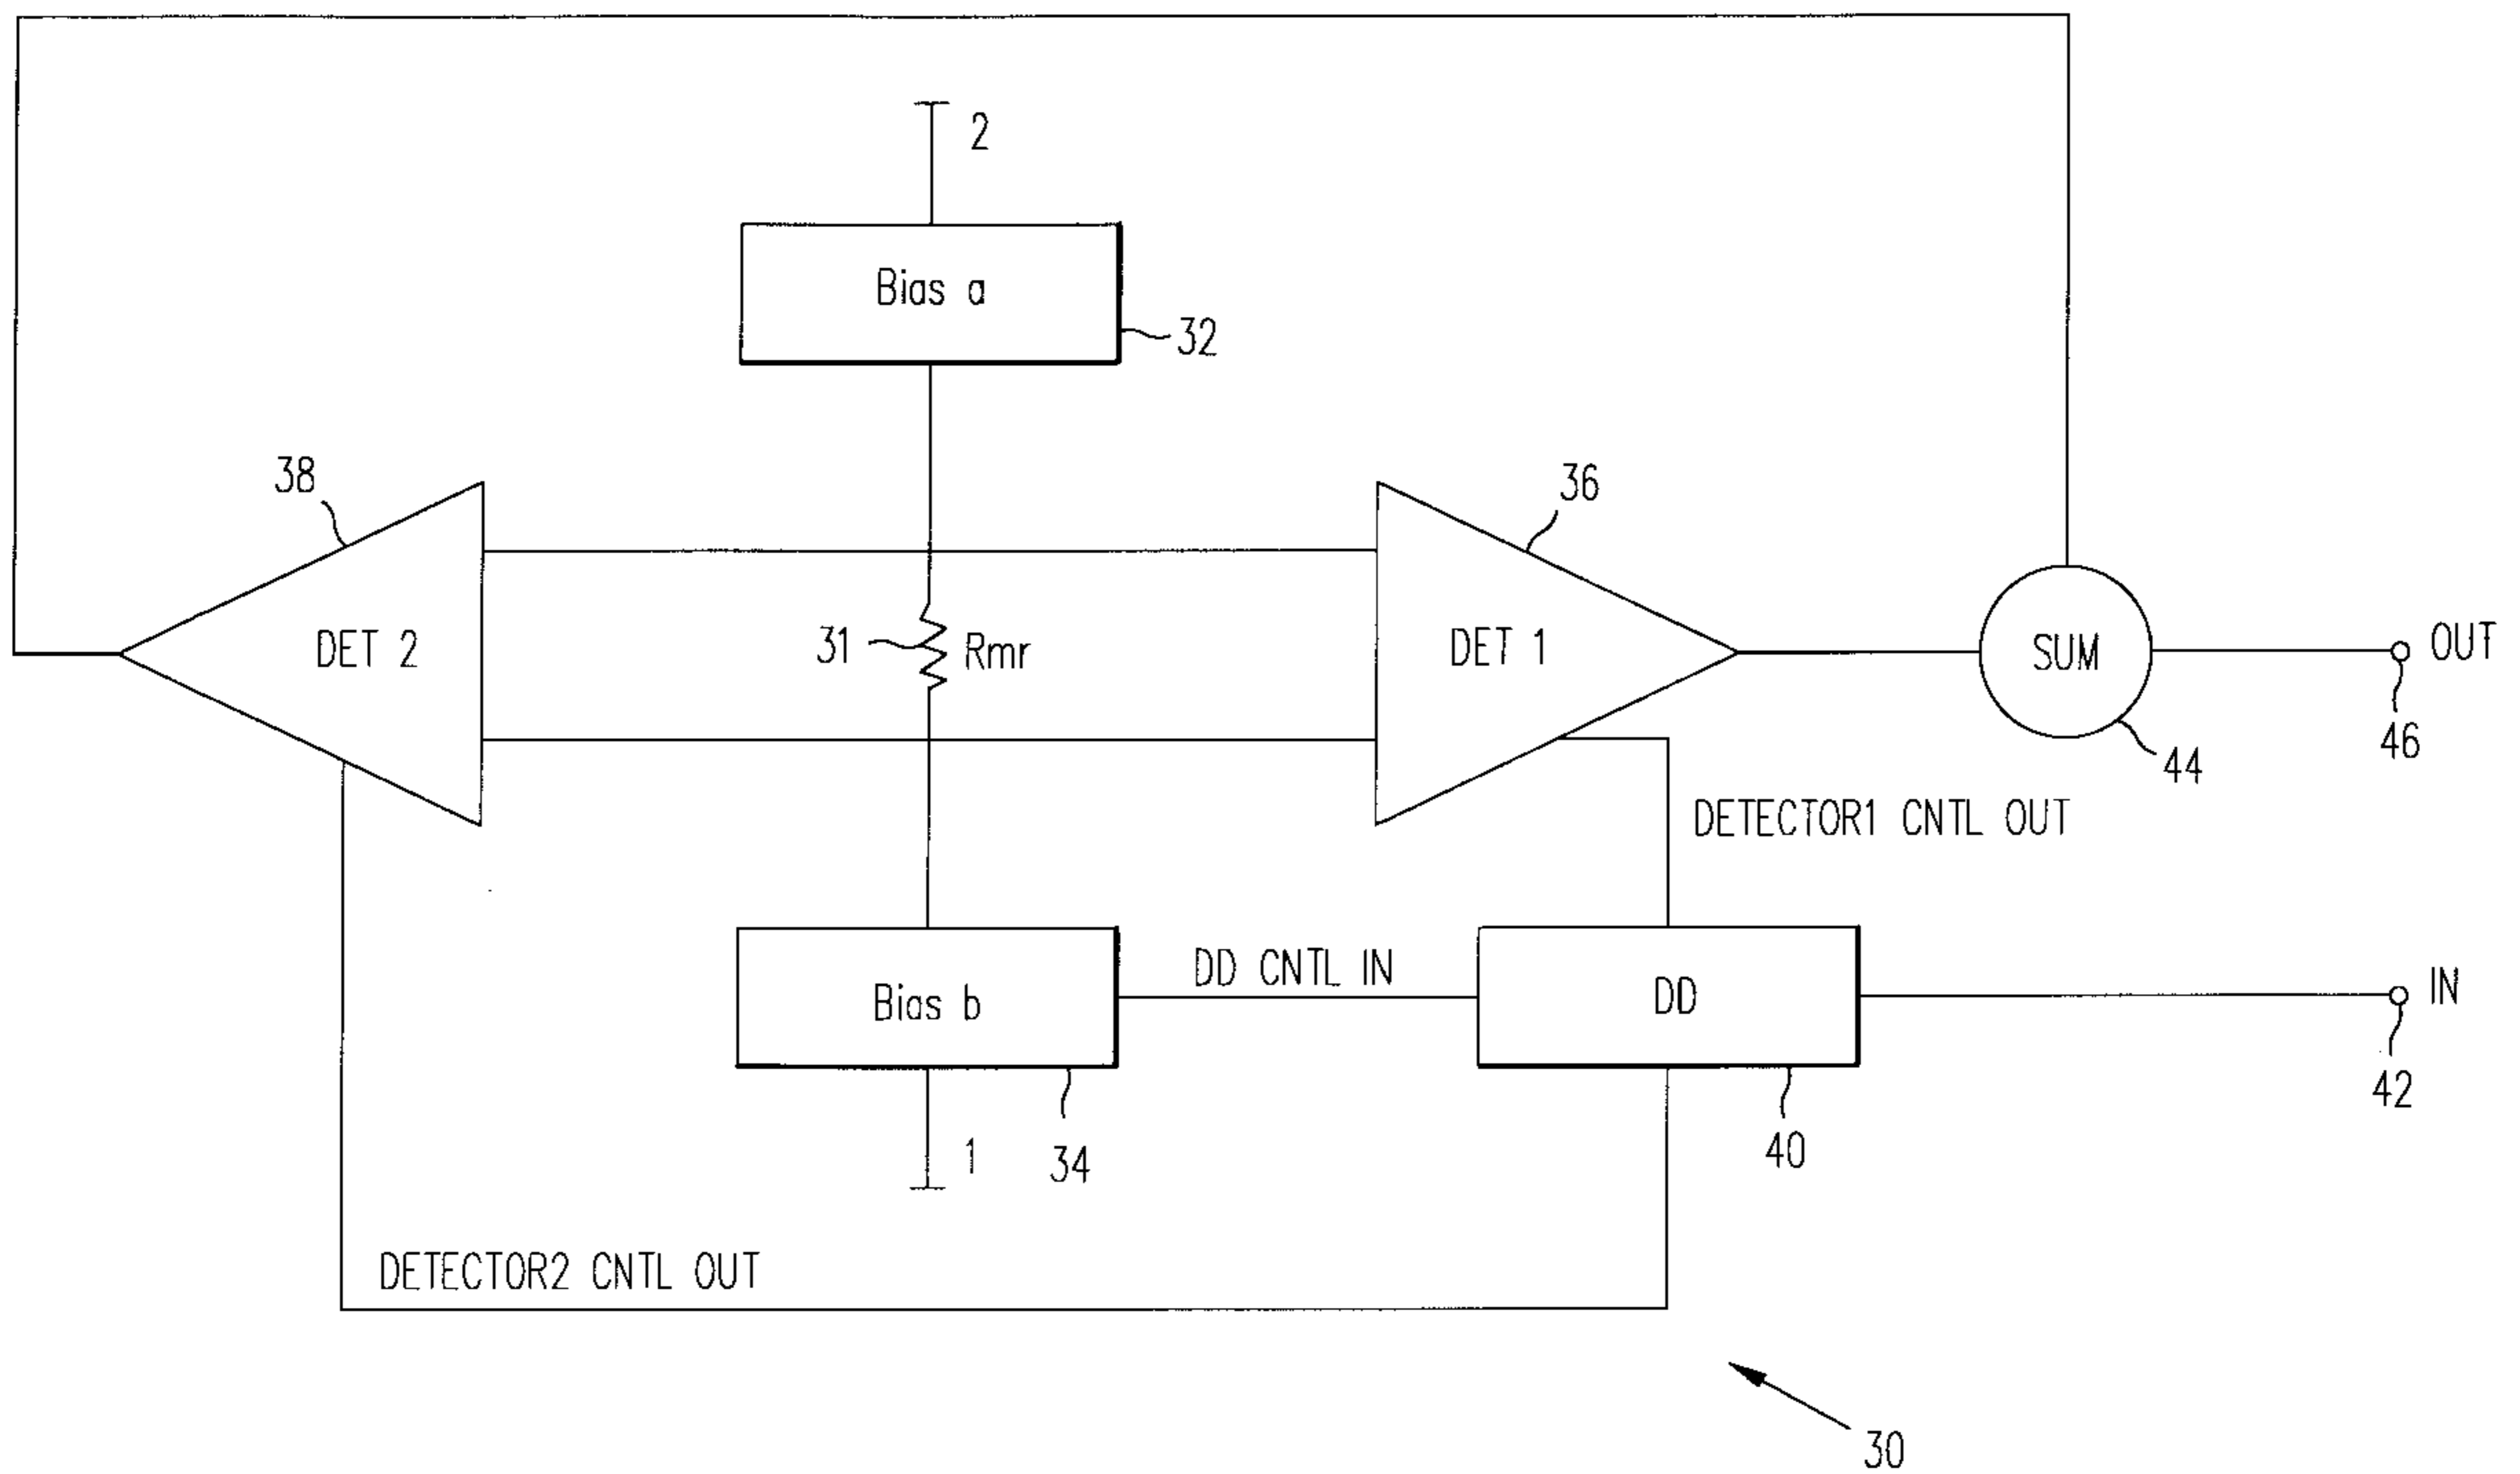 2
Bias a
32
38
36
DET 2
31
Rmr
DET 1
SUM
OUT
46
44
DETECTOR1 CNTL OUT
DD CNTL IN
Bias b
DD
IN
42
1
34
40
DETECTOR2 CNTL OUT
30